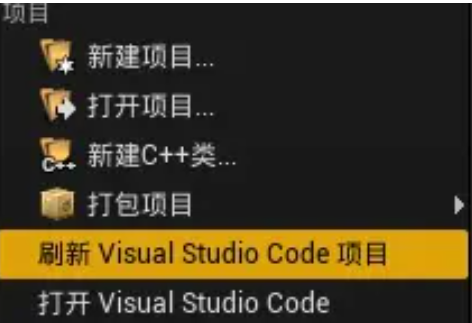 项目
新建项目...
打开项目...
C++
新建C++类...
打包项目
刷新 Visual Studio Code 项目
打开 Visual Studio Code